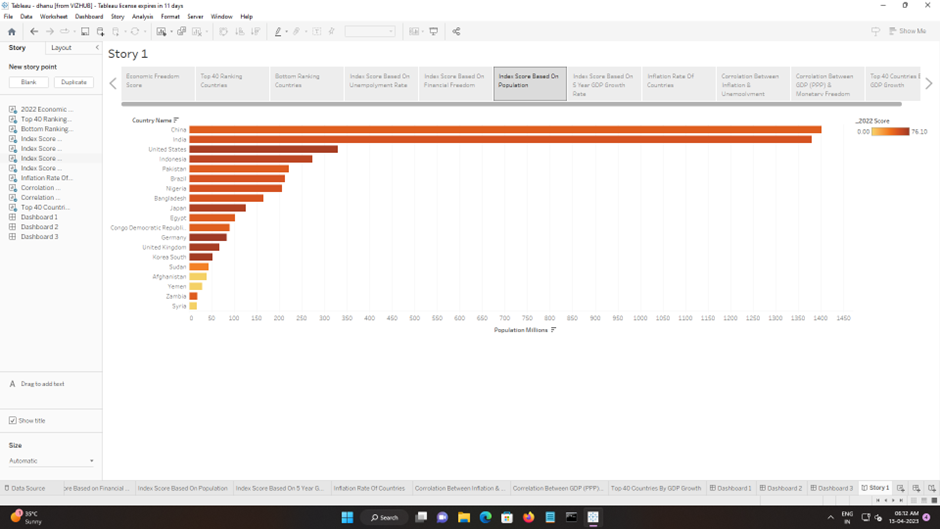 Tableau - dhanu [from VIZHUB] - Tableau license expires in 11 days
File Data Worksheet Dashboard Story Analysis Format Server Window Help
Show Me
Story Layout
New story point
Blank Duplicate
2022 Economic ...
Top 40 Ranking...
Bottom Ranking...
Index Score ...
Index Score ...
Index Score ...
Index Score ...
Inflation Rate Of...
Corrolation ...
Corrolation ...
Top 40 Countri...
Dashboard 1
Dashboard 2
Dashboard 3
A Drag to add text
Show title
Size
Automatic
Story 1
Economic Freedom
Score
Top 40 Ranking
Countries
Bottom Ranking
Countries
Index Score Based On
Unemployment Rate
Index Score Based On
Financial Freedom
Index Score Based On
Population
Index Score Based On
5 Year GDP Growth
Rate
Inflation Rate Of
Countries
Corrolation Between
Inflation &
Unemployment
Corrolation Between
GDP (PPP) &
Monetary Freedom
Top 40 Countries B
GDP Growth
Country Name
China
India
United States
Indonesia
Pakistan
Brazil
Nigeria
Bangladesh
Japan
Egypt
Congo Democratic Republi..
Germany
United Kingdom
Korea South
Sudan
Afghanistan
Yemen
Zambia
Syria
0 50 100 150 200 250 300 350 400 450 500 550 600 650 700 750 800 850 900 950 1000 1050 1100 1150 1200 1250 1300 1350 1400 1450
Population Millions
_2022 Score
0.00 76.10
Data Source ore Based on Financial ... Index Score Based On Population Index Score Based On 5 Year G... Inflation Rate Of Countries Corrolation Between Inflation &... Corrolation Between GDP (PPP)... Top 40 Countries By GDP Growth Dashboard 1 Dashboard 2 Dashboard 3 Story 1
35°C
Sunny
Search
ENG
IN
08:12 AM
13-04-2023
4